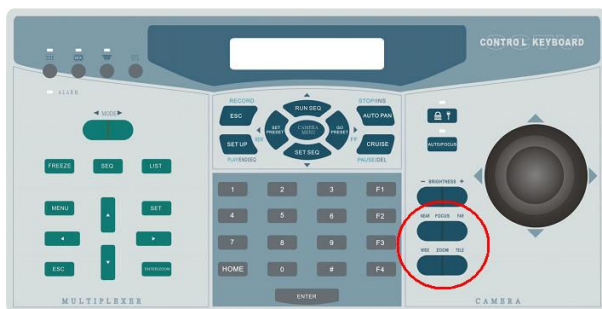 CONTROL KEYBOARD
ALARM
MODE
FREEZE
SEQ
LIST
MENU
SET
ESC
MULTIPLEXER
RECORD
STOP/INS
ESC
RUN SEQ
AUTO PAN
SET PRESET
CAMERA MENU
GO PRESET
SET UP
SET SEQ
CRUISE
PLAY/END SEQ
PAUSE/DEL
1
2
3
F1
4
5
6
F2
7
8
9
F3
HOME
0
#
F4
ENTER
AUTOFOCUS
- BRIGHTNESS +
NEAR FOCUS FAR
WIDE ZOOM TELE
CAMERA